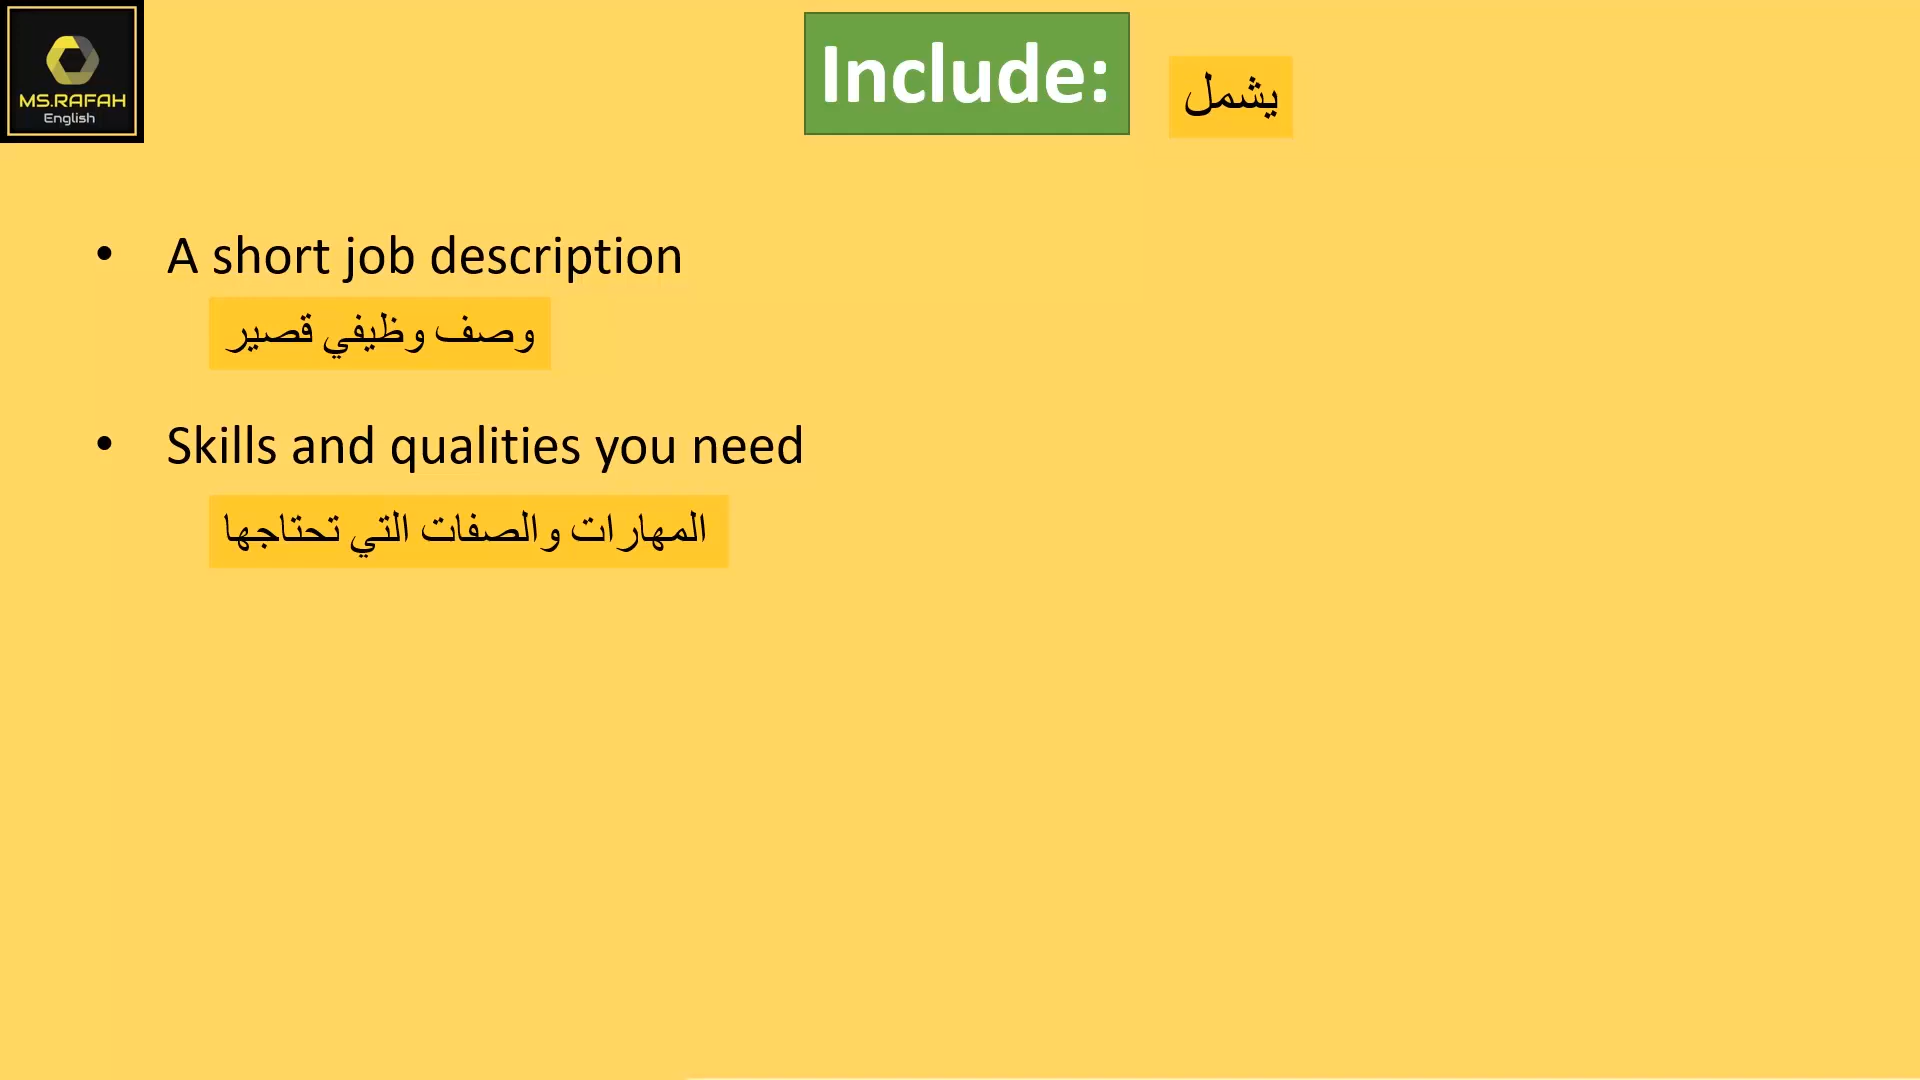 MS.RAFAH
English
Include:
يشمل
• A short job description
وصف وظيفي قصير
• Skills and qualities you need
المهارات والصفات التي تحتاجها